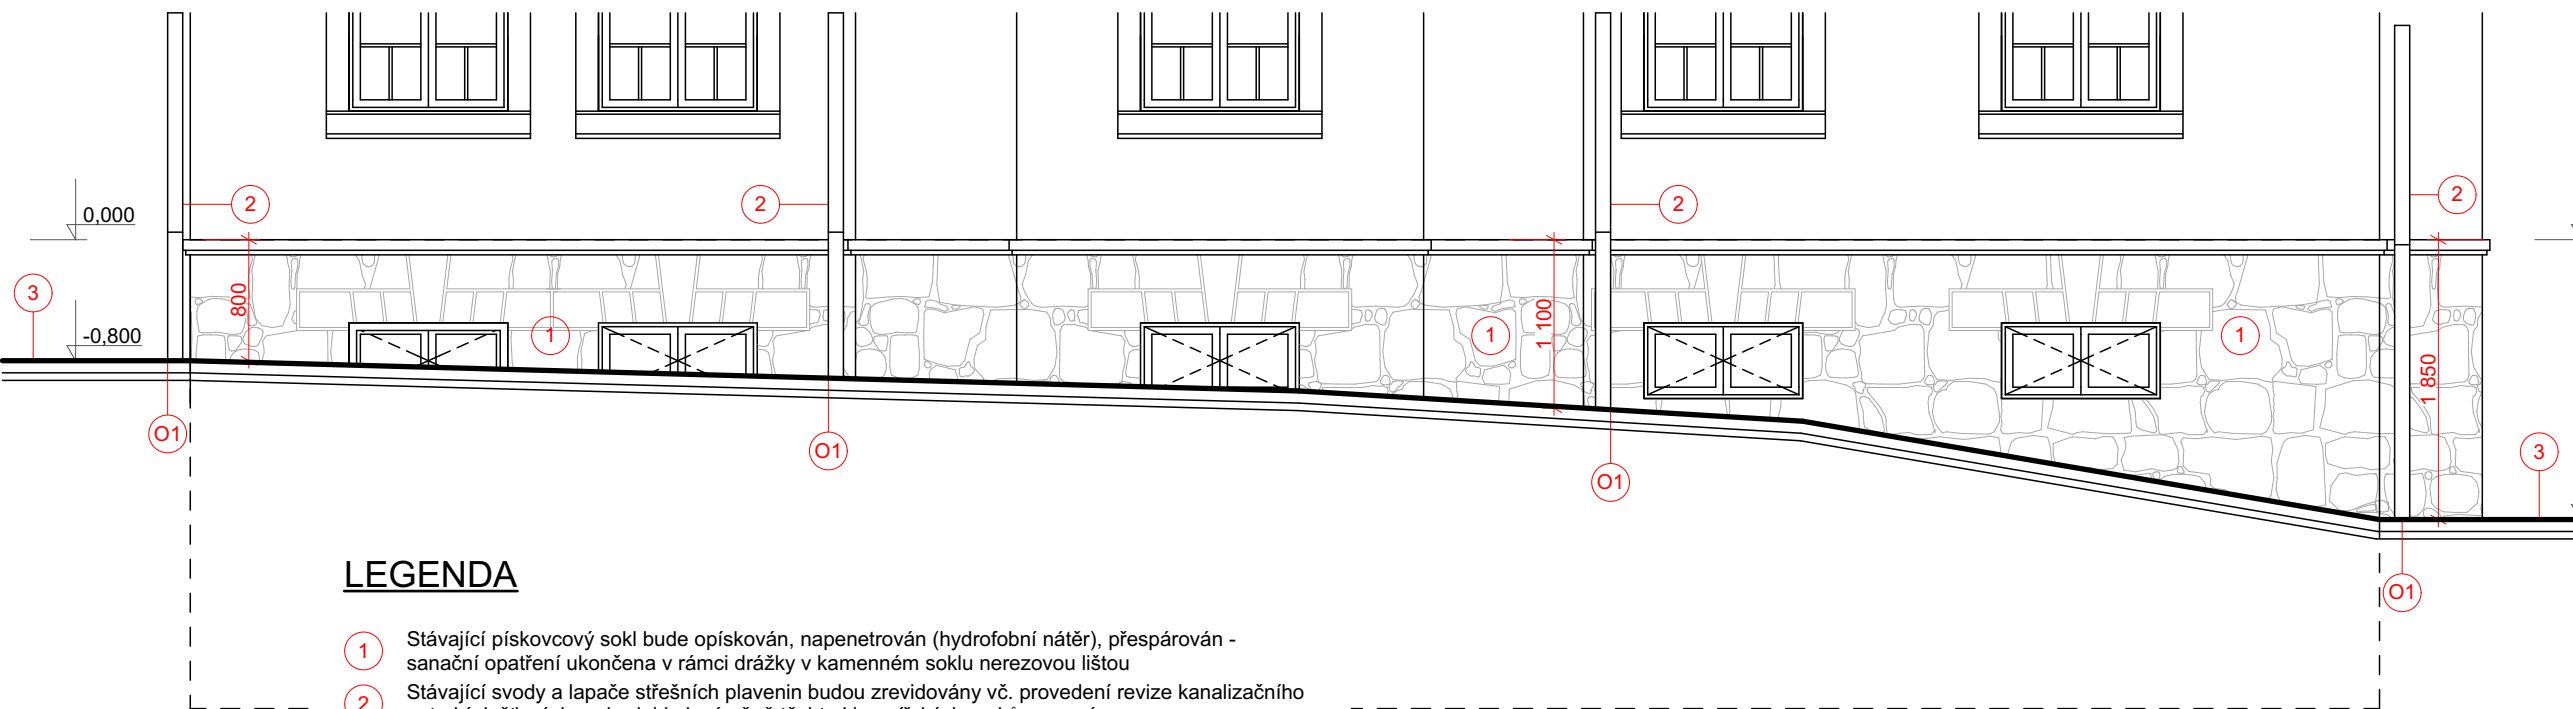 2
2
2
2
0,000
3
800
-0,800
1
1 100
1
1
1 850
O1
O1
O1
3
O1
LEGENDA
1 Stávající pískovcový sokl bude opískován, napenetrován (hydrofobní nátěr), přespárován -
sanační opatření ukončena v rámci drážky v kamenném soklu nerezovou lištou
2 Stávající svody a lapače střešních plavenin budou zrevidovány vč. provedení revize kanalizačního